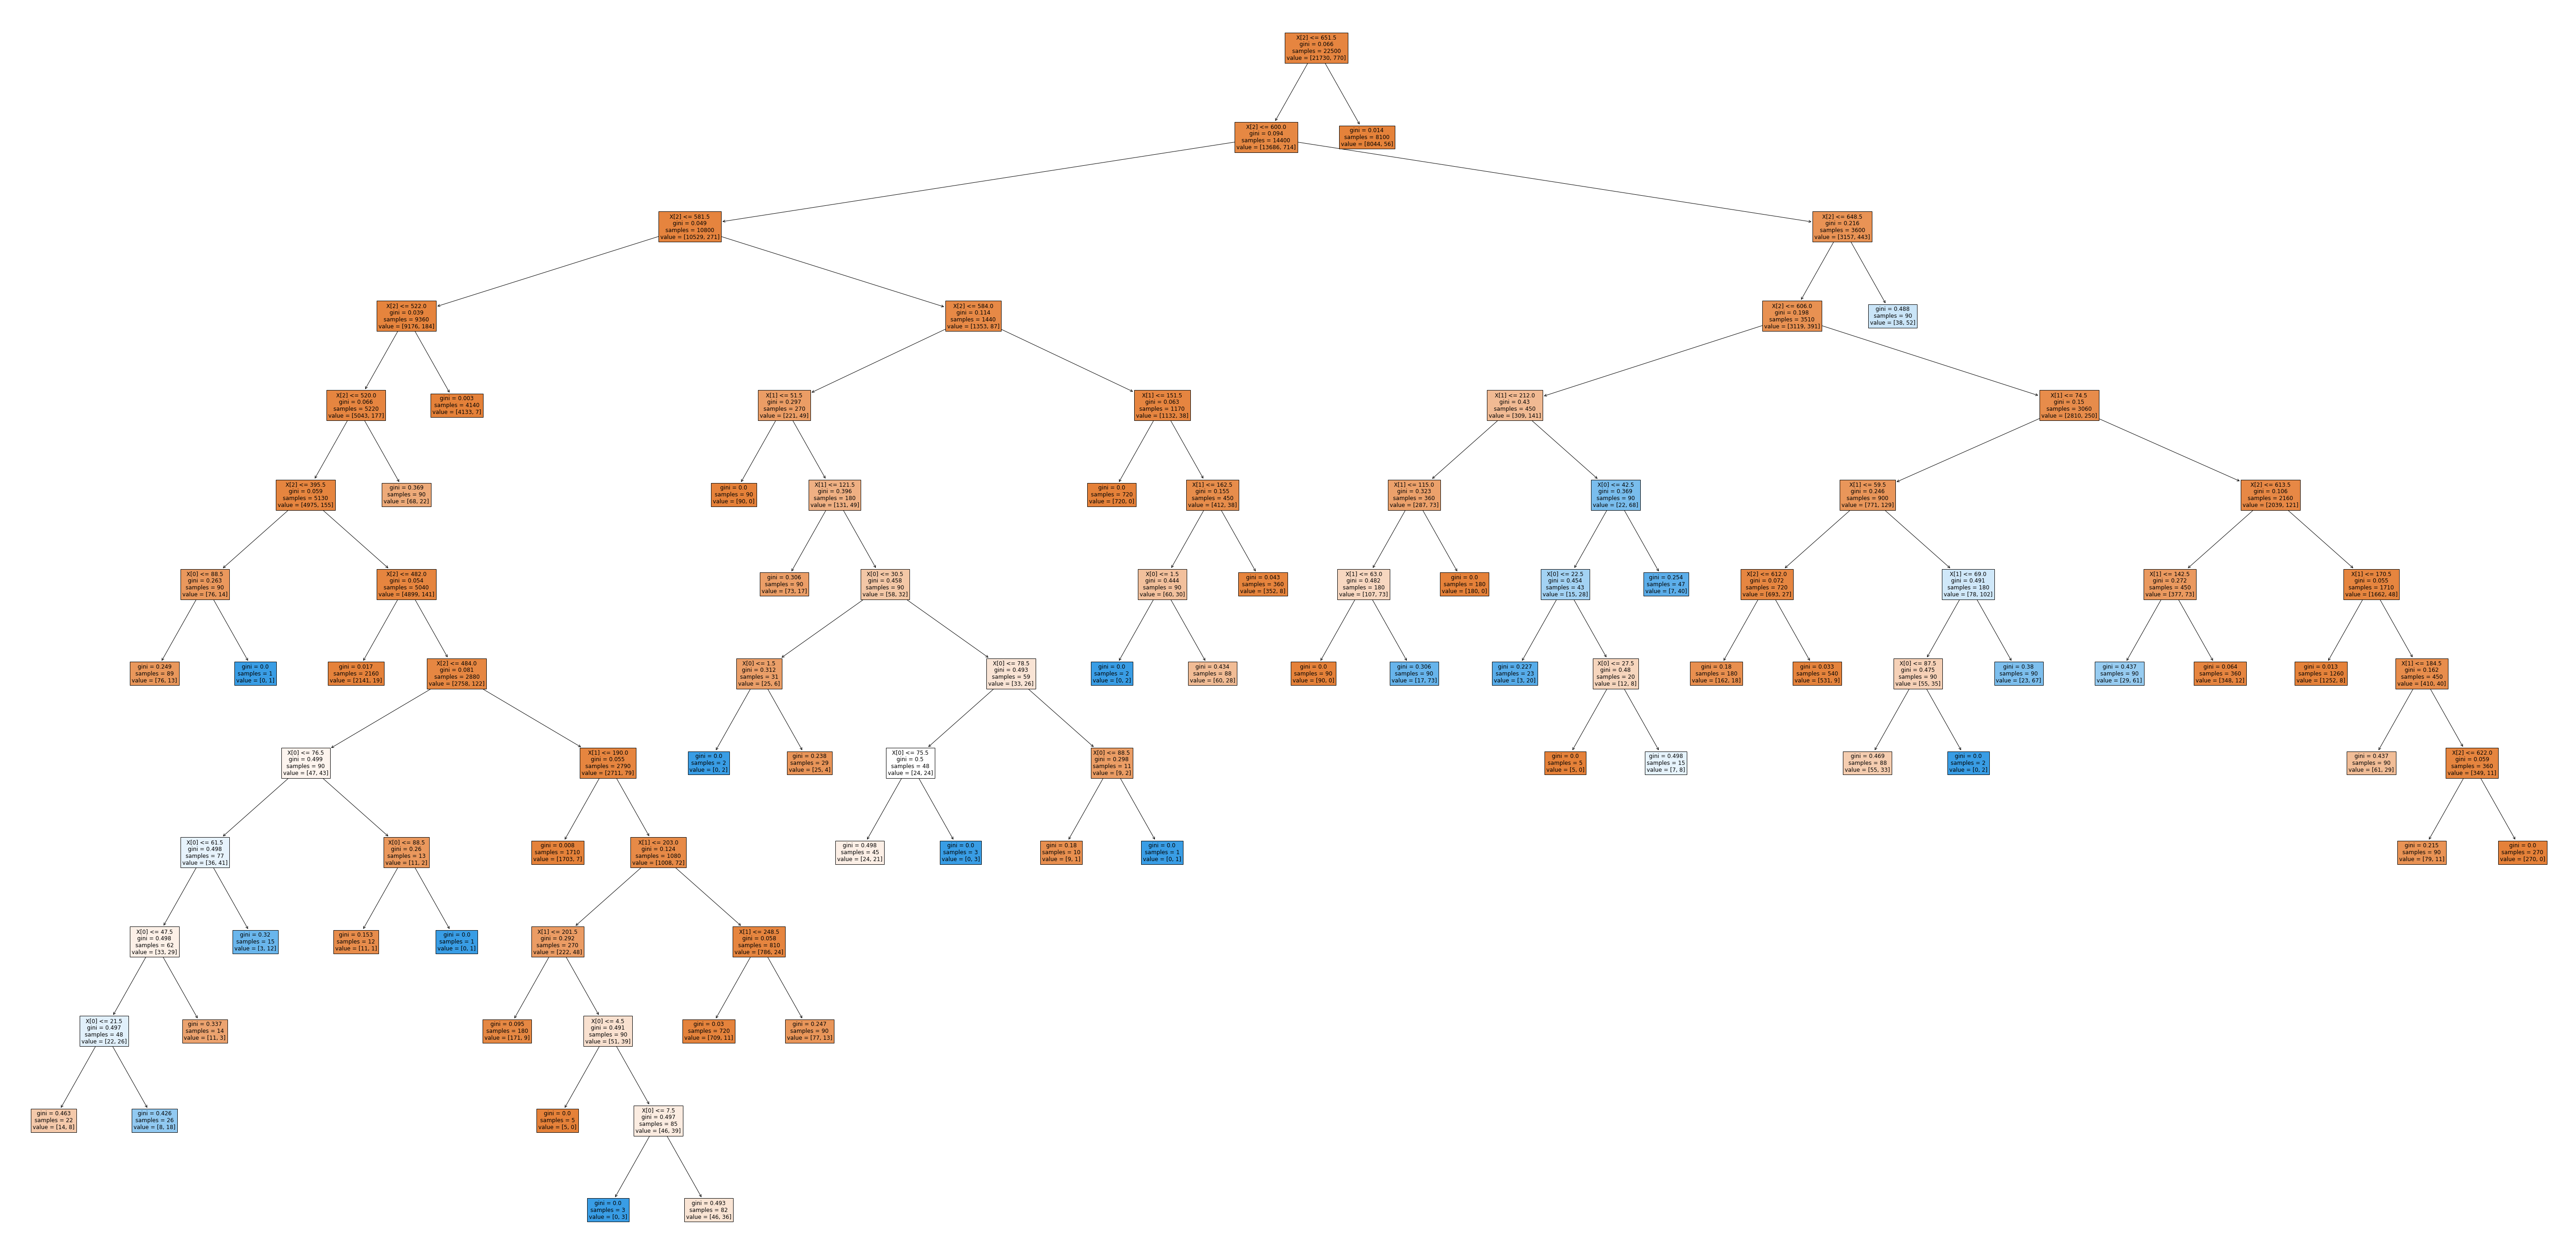 X[2] <= 651.5
gini = 0.066
samples = 22500
value = [21730, 770]
X[2] <= 600.0
gini = 0.094
samples = 14400
value = [13686, 714]
gini = 0.014
samples = 8100
value = [8044, 56]
X[2] <= 581.5
gini = 0.049
samples = 10800
value = [10529, 271]
X[2] <= 648.5
gini = 0.216
samples = 3600
value = [3157, 443]
X[2] <= 522.0
gini = 0.039
samples = 9360
value = [9176, 184]
X[2] <= 584.0
gini = 0.114
samples = 1440
value = [1353, 87]
X[2] <= 606.0
gini = 0.198
samples = 3510
value = [3119, 391]
gini = 0.488
samples = 90
value = [38, 52]
X[2] <= 520.0
gini = 0.066
samples = 5220
value = [5043, 177]
gini = 0.003
samples = 4140
value = [4133, 7]
X[1] <= 51.5
gini = 0.297
samples = 270
value = [221, 49]
X[1] <= 151.5
gini = 0.063
samples = 1170
value = [1132, 38]
X[1] <= 212.0
gini = 0.43
samples = 450
value = [309, 141]
X[1] <= 74.5
gini = 0.15
samples = 3060
value = [2810, 250]
X[2] <= 395.5
gini = 0.059
samples = 5130
value = [4975, 155]
gini = 0.369
samples = 90
value = [68, 22]
gini = 0.0
samples = 90
value = [90, 0]
X[1] <= 121.5
gini = 0.396
samples = 180
value = [131, 49]
gini = 0.0
samples = 720
value = [720, 0]
X[1] <= 162.5
gini = 0.155
samples = 450
value = [412, 38]
X[1] <= 115.0
gini = 0.323
samples = 360
value = [287, 73]
X[0] <= 42.5
gini = 0.369
samples = 90
value = [22, 68]
X[1] <= 59.5
gini = 0.246
samples = 900
value = [771, 129]
X[2] <= 613.5
gini = 0.106
samples = 2160
value = [2039, 121]
X[0] <= 88.5
gini = 0.263
samples = 90
value = [76, 14]
X[2] <= 482.0
gini = 0.054
samples = 5040
value = [4899, 141]
gini = 0.306
samples = 90
value = [73, 17]
X[0] <= 30.5
gini = 0.458
samples = 90
value = [58, 32]
X[0] <= 1.5
gini = 0.444
samples = 90
value = [60, 30]
gini = 0.043
samples = 360
value = [352, 8]
X[1] <= 63.0
gini = 0.482
samples = 180
value = [107, 73]
gini = 0.0
samples = 180
value = [180, 0]
X[0] <= 22.5
gini = 0.454
samples = 43
value = [15, 28]
gini = 0.254
samples = 47
value = [7, 40]
X[2] <= 612.0
gini = 0.072
samples = 720
value = [693, 27]
X[1] <= 69.0
gini = 0.491
samples = 180
value = [78, 102]
X[1] <= 142.5
gini = 0.272
samples = 450
value = [377, 73]
X[1] <= 170.5
gini = 0.055
samples = 1710
value = [1662, 48]
gini = 0.249
samples = 89
value = [76, 13]
gini = 0.0
samples = 1
value = [0, 1]
gini = 0.017
samples = 2160
value = [2141, 19]
X[2] <= 484.0
gini = 0.081
samples = 2880
value = [2758, 122]
X[0] <= 1.5
gini = 0.312
samples = 31
value = [25, 6]
X[0] <= 78.5
gini = 0.493
samples = 59
value = [33, 26]
gini = 0.0
samples = 2
value = [0, 2]
gini = 0.434
samples = 88
value = [60, 28]
gini = 0.0
samples = 90
value = [90, 0]
gini = 0.306
samples = 90
value = [17, 73]
gini = 0.227
samples = 23
value = [3, 20]
X[0] <= 27.5
gini = 0.48
samples = 20
value = [12, 8]
gini = 0.18
samples = 180
value = [162, 18]
gini = 0.033
samples = 540
value = [531, 9]
X[0] <= 87.5
gini = 0.475
samples = 90
value = [55, 35]
gini = 0.38
samples = 90
value = [23, 67]
gini = 0.437
samples = 90
value = [29, 61]
gini = 0.064
samples = 360
value = [348, 12]
gini = 0.013
samples = 1260
value = [1252, 8]
X[1] <= 184.5
gini = 0.162
samples = 450
value = [410, 40]
X[0] <= 76.5
gini = 0.499
samples = 90
value = [47, 43]
X[1] <= 190.0
gini = 0.055
samples = 2790
value = [2711, 79]
gini = 0.0
samples = 2
value = [0, 2]
gini = 0.238
samples = 29
value = [25, 4]
X[0] <= 75.5
gini = 0.5
samples = 48
value = [24, 24]
X[0] <= 88.5
gini = 0.298
samples = 11
value = [9, 2]
gini = 0.0
samples = 5
value = [5, 0]
gini = 0.498
samples = 15
value = [7, 8]
gini = 0.469
samples = 88
value = [55, 33]
gini = 0.0
samples = 2
value = [0, 2]
gini = 0.437
samples = 90
value = [61, 29]
X[2] <= 622.0
gini = 0.059
samples = 360
value = [349, 11]
X[0] <= 61.5
gini = 0.498
samples = 77
value = [36, 41]
X[0] <= 88.5
gini = 0.26
samples = 13
value = [11, 2]
gini = 0.008
samples = 1710
value = [1703, 7]
X[1] <= 203.0
gini = 0.124
samples = 1080
value = [1008, 72]
gini = 0.498
samples = 45
value = [24, 21]
gini = 0.0
samples = 3
value = [0, 3]
gini = 0.18
samples = 10
value = [9, 1]
gini = 0.0
samples = 1
value = [0, 1]
gini = 0.215
samples = 90
value = [79, 11]
gini = 0.0
samples = 270
value = [270, 0]
X[0] <= 47.5
gini = 0.498
samples = 62
value = [33, 29]
gini = 0.32
samples = 15
value = [3, 12]
gini = 0.153
samples = 12
value = [11, 1]
gini = 0.0
samples = 1
value = [0, 1]
X[1] <= 201.5
gini = 0.292
samples = 270
value = [222, 48]
X[1] <= 248.5
gini = 0.058
samples = 810
value = [786, 24]
X[0] <= 21.5
gini = 0.497
samples = 48
value = [22, 26]
gini = 0.337
samples = 14
value = [11, 3]
gini = 0.095
samples = 180
value = [171, 9]
X[0] <= 4.5
gini = 0.491
samples = 90
value = [51, 39]
gini = 0.03
samples = 720
value = [709, 11]
gini = 0.247
samples = 90
value = [77, 13]
gini = 0.463
samples = 22
value = [14, 8]
gini = 0.426
samples = 26
value = [8, 18]
gini = 0.0
samples = 5
value = [5, 0]
X[0] <= 7.5
gini = 0.497
samples = 85
value = [46, 39]
gini = 0.0
samples = 3
value = [0, 3]
gini = 0.493
samples = 82
value = [46, 36]